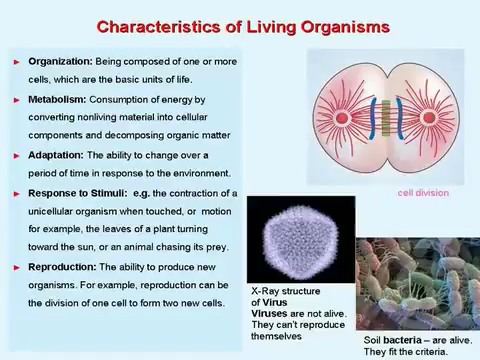 Characteristics of Living Organisms
► Organization: Being composed of one or more
cells, which are the basic units of life.
► Metabolism: Consumption of energy by
converting nonliving material into cellular
components and decomposing organic matter
► Adaptation: The ability to change over a
period of time in response to the environment.
► Response to Stimuli: e.g. the contraction of a
unicellular organism when touched, or motion
for example, the leaves of a plant turning
toward the sun, or an animal chasing its prey.
► Reproduction: The ability to produce new
organisms. For example, reproduction can be
the division of one cell to form two new cells.
cell division
X-Ray structure
of Virus
Viruses are not alive.
They can't reproduce
themselves
Soil bacteria – are alive.
They fit the criteria.